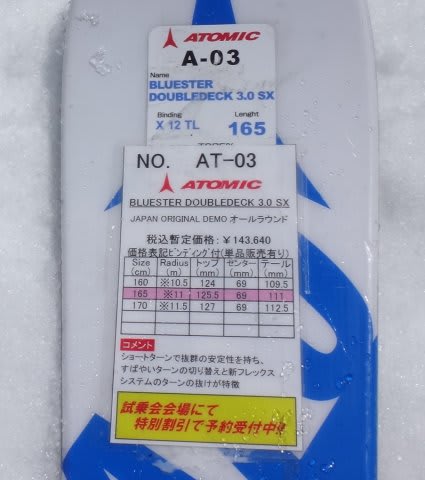 ATOMIC
A-03
Name
BLUESTER
DOUBLEDECK 3.0 SX
Binding Lenght
X 12 TL 165
NO. AT-03
ATOMIC
BLUESTER DOUBLEDECK 3.0 SX
JAPAN ORIGINAL DEMO オールラウンド
税込暫定価格：￥143,640
価格表記ﾋﾞﾝﾃﾞｨﾝｸﾞ付(単品販売有り)
Size Radius トップ センター テール
(cm) (m) (mm) (mm) (mm)
160 ※10.5 124 69 109.5
165 ※11 125.5 69 111
170 ※11.5 127 69 112.5
コメント
ショートターンで抜群の安定性を持ち、
すばやいターンの切り替えと新フレックス
システムのターンの抜けが特徴
試乗会会場にて
特別割引で予約受付中!!